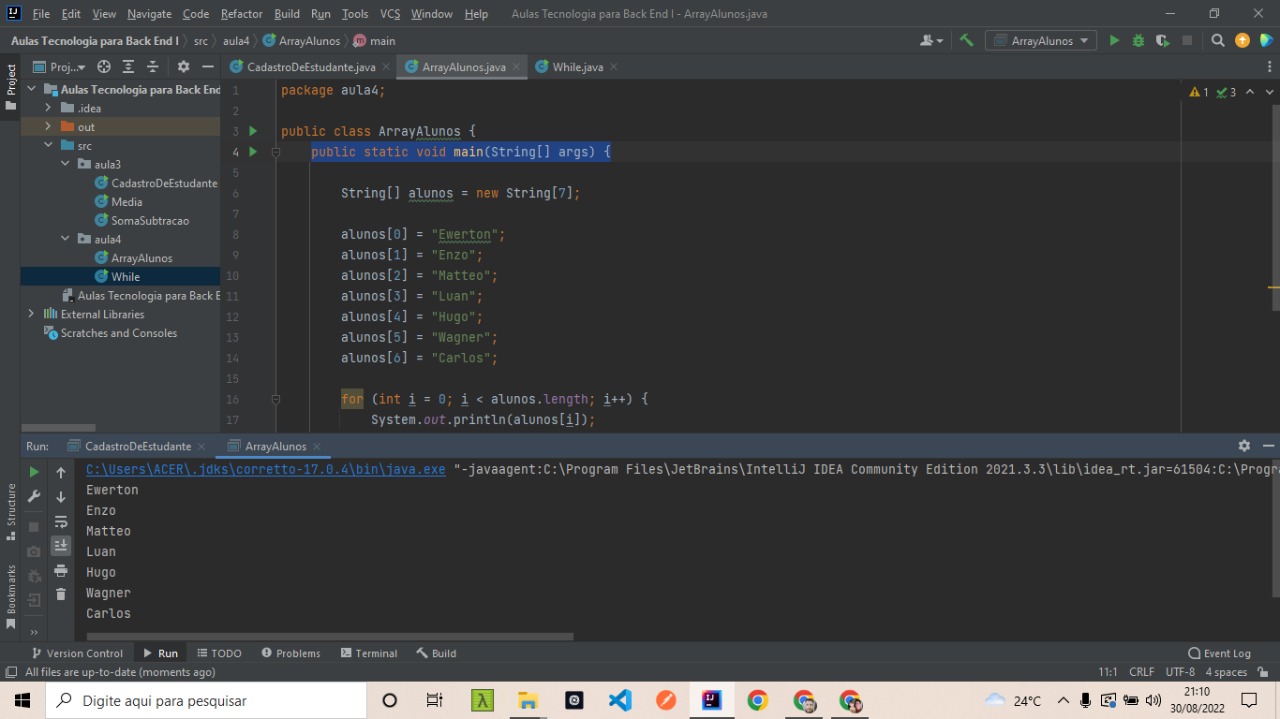 File Edit View Navigate Code Refactor Build Run Tools VCS Window Help Aulas Tecnologia para Back End I - ArrayAlunos.java
Aulas Tecnologia para Back End I src aula4 ArrayAlunos main ArrayAlunos
Project
Proj... CadastroDeEstudante.java ArrayAlunos.java While.java
Aulas Tecnologia para Back End
.idea
out
src
aula3
CadastroDeEstudante
Media
SomaSubtracao
aula4
ArrayAlunos
While
Aulas Tecnologia para Back E
External Libraries
Scratches and Consoles
1 package aula4;
1 3
2
3 public class ArrayAlunos {
4 public static void main(String[] args) {
5
6 String[] alunos = new String[7];
7
8 alunos[0] = "Ewerton";
9 alunos[1] = "Enzo";
10 alunos[2] = "Matteo";
11 alunos[3] = "Luan";
12 alunos[4] = "Hugo";
13 alunos[5] = "Wagner";
14 alunos[6] = "Carlos";
15
16 for (int i = 0; i < alunos.length; i++) {
17 System.out.println(alunos[i]);
Run: CadastroDeEstudante ArrayAlunos
C:\Users\ACER\.jdks\corretto-17.0.4\bin\java.exe "-javaagent:C:\Program Files\JetBrains\IntelliJ IDEA Community Edition 2021.3.3\lib\idea_rt.jar=61504:C:\Progr
Ewerton
Enzo
Matteo
Luan
Hugo
Wagner
Carlos
Structure
Bookmarks
Version Control Run TODO Problems Terminal Build Event Log
All files are up-to-date (moments ago) 11:1 CRLF UTF-8 4 spaces
Digite aqui para pesquisar 24°C 21:10
30/08/2022